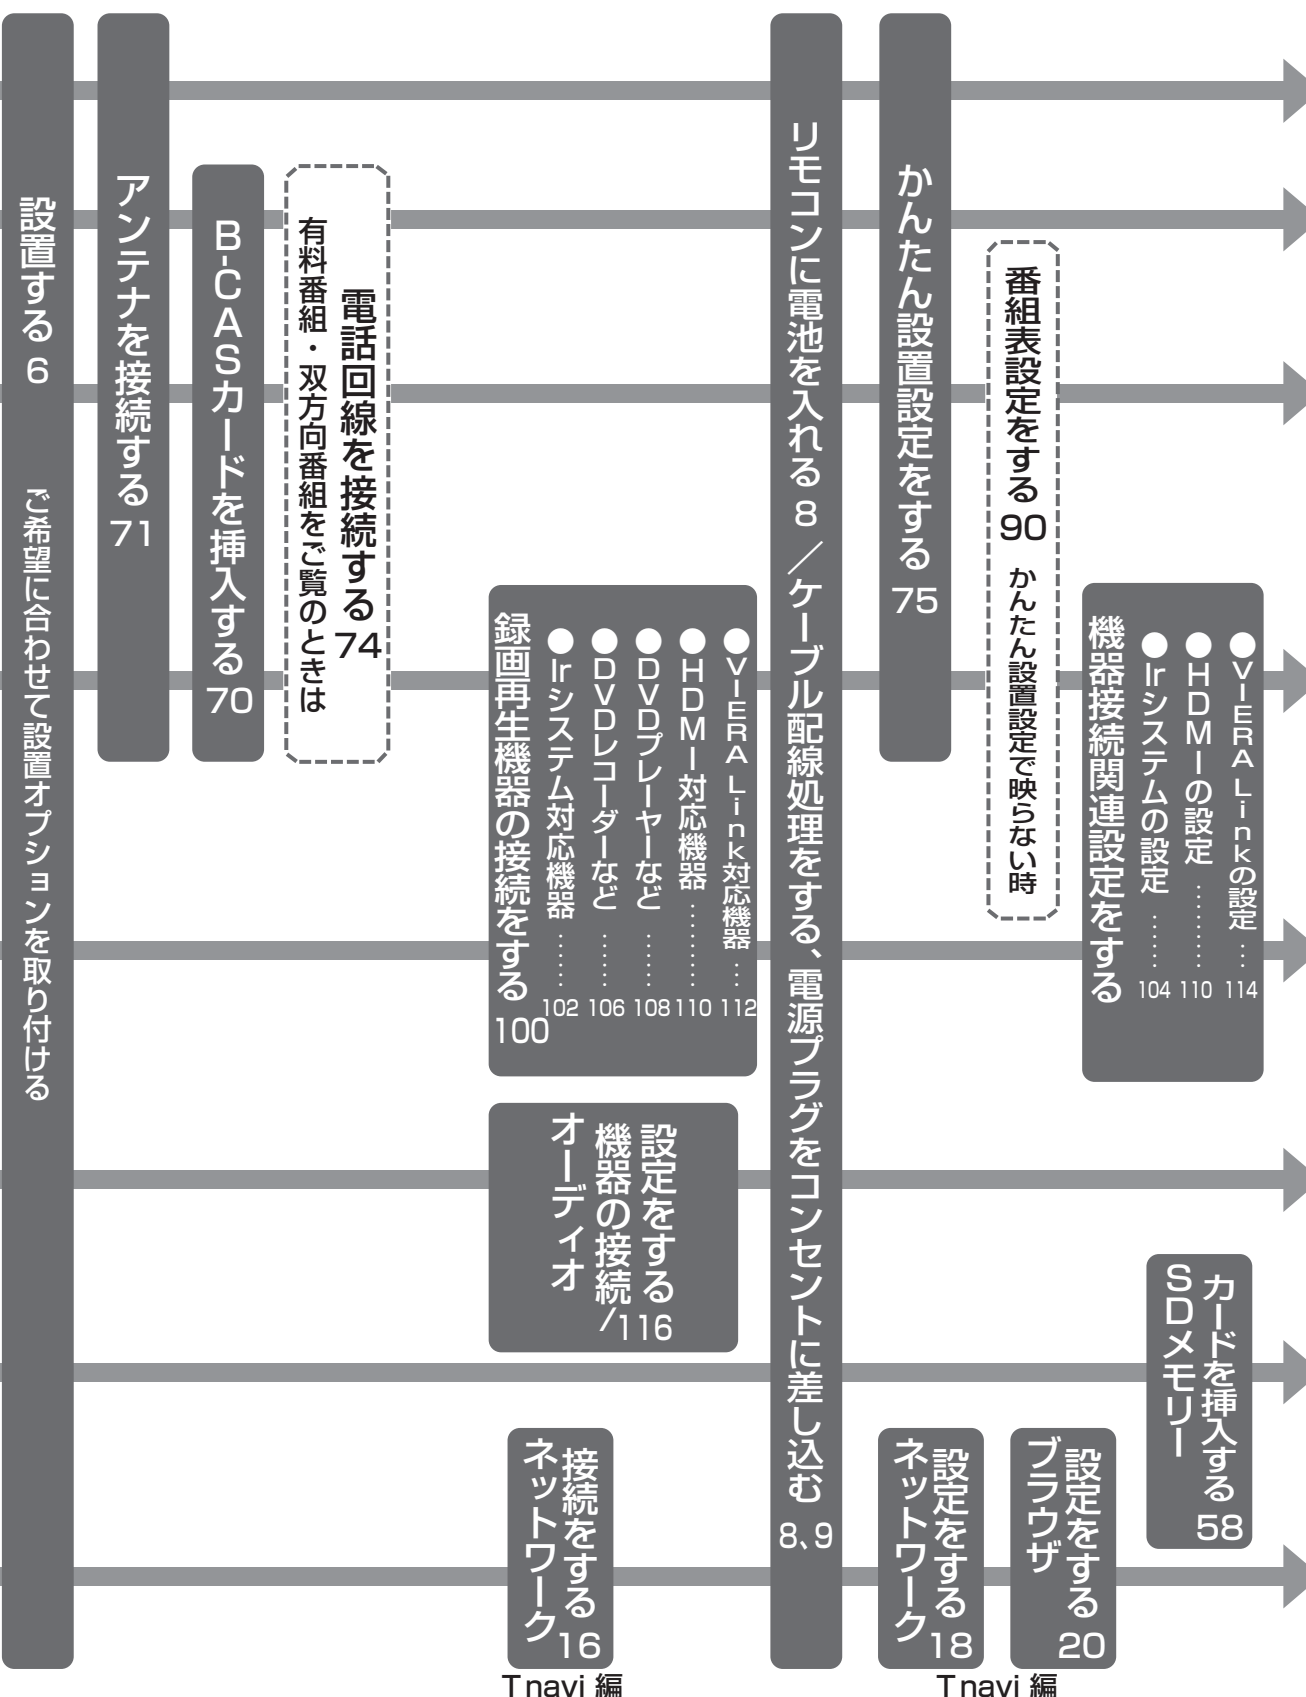 設置する 6 ご希望に合わせて設置オプションを取り付ける
アンテナを接続する 71
B-CASカードを挿入する 70
電話回線を接続する 74
有料番組・双方向番組をご覧のときは
録画再生機器の接続をする 100
●Irシステム対応機器 …… 102
●DVDレコーダーなど …… 106
●DVDプレーヤーなど …… 108
●HDMI対応機器 ……… 110
●VIERA Link対応機器 … 112
オーディオ
機器の接続/
設定をする 116
ネットワーク
接続をする 16
Tnavi 編
リモコンに電池を入れる 8 /ケーブル配線処理をする、電源プラグをコンセントに差し込む 8、9
かんたん設置設定をする 75
番組表設定をする 90 かんたん設置設定で映らない時
機器接続関連設定をする
●Irシステムの設定 …… 104
●HDMIの設定 ……… 110
●VIERA Linkの設定 … 114
SDメモリー
カードを挿入する 58
ネットワーク
設定をする 18
ブラウザ
設定をする 20
Tnavi 編